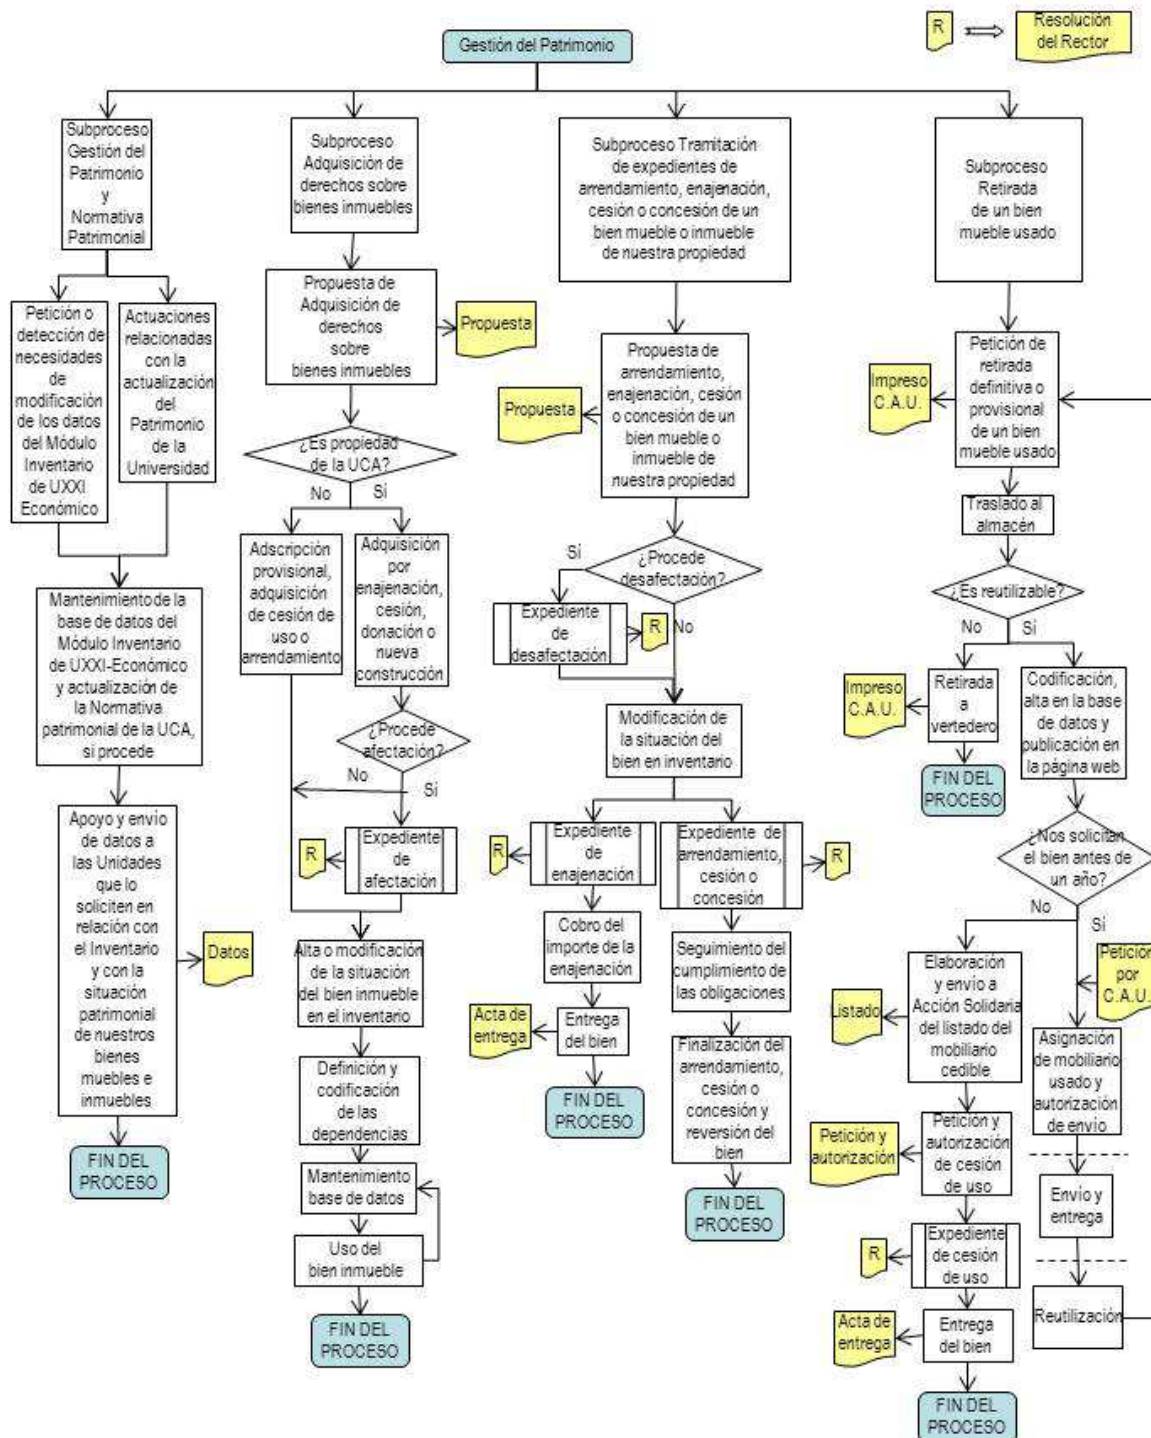 Gestión del Patrimonio
R
Resolución
del Rector
Subproceso
Gestión del
Patrimonio
y
Normativa
Patrimonial
Petición o
detección de
necesidades
de
modificación
de los datos
del Módulo
Inventario
de UXXI
Económico
Actuaciones
relacionadas
con la
actualización
del
Patrimonio
de la
Universidad
Mantenimiento de la
base de datos del
Módulo Inventario
de UXXI-Económico
y actualización de
la Normativa
patrimonial de la UCA,
si procede
Apoyo y envío
de datos a
las Unidades
que lo
soliciten en
relación con
el Inventario
y con la
situación
patrimonial
de nuestros
bienes
muebles e
inmuebles
Datos
FIN DEL
PROCESO
Subproceso
Adquisición de
derechos sobre
bienes inmuebles
Propuesta de
Adquisición de
derechos
sobre
bienes inmuebles
Propuesta
¿Es propiedad
de la UCA?
No
Sí
Adscripción
provisional,
adquisición
de cesión de
uso o
arrendamiento
Adquisición
por
enajenación,
cesión,
donación o
nueva
construcción
¿Procede
afectación?
No
Sí
R
Expediente
de
afectación
Alta o modificación
de la situación
del bien inmueble
en el inventario
Definición y
codificación
de las
dependencias
Mantenimiento
base de datos
Uso del
bien inmueble
FIN DEL
PROCESO
Subproceso Tramitación
de expedientes de
arrendamiento, enajenación,
cesión o concesión de un
bien mueble o inmueble
de nuestra propiedad
Propuesta de
arrendamiento,
enajenación, cesión
o concesión de un
bien mueble o
inmueble de
nuestra propiedad
Propuesta
¿Procede
desafectación?
Sí
No
Expediente
de
desafectación
R
Modificación de
la situación del
bien en inventario
R
Expediente
de
enajenación
Cobro del
importe de la
enajenación
Acta de
entrega
Entrega
del bien
FIN DEL
PROCESO
Expediente de
arrendamiento,
cesión o
concesión
R
Seguimiento del
cumplimiento de
las obligaciones
Finalización del
arrendamiento,
cesión o
concesión y
reversión del
bien
FIN DEL
PROCESO
Subproceso
Retirada
de un bien
mueble usado
Petición de
retirada
definitiva o
provisional
de un bien
mueble usado
Impreso
C.A.U.
Traslado al
almacén
¿Es reutilizable?
No
Sí
Impreso
C.A.U.
Retirada
a
vertedero
FIN DEL
PROCESO
Codificación,
alta en la base
de datos y
publicación en
la página web
¿Nos solicitan
el bien antes de
un año?
No
Sí
Elaboración
y envío a
Acción Solidaria
del listado del
mobiliario
cedible
Listado
Petición y
autorización
de cesión
de uso
Petición y
autorización
Expediente
de cesión
de uso
R
Entrega
del bien
Acta de
entrega
FIN DEL
PROCESO
Petición
por
C.A.U.
Asignación
de mobiliario
usado y
autorización
de envío
Envío y
entrega
Reutilización